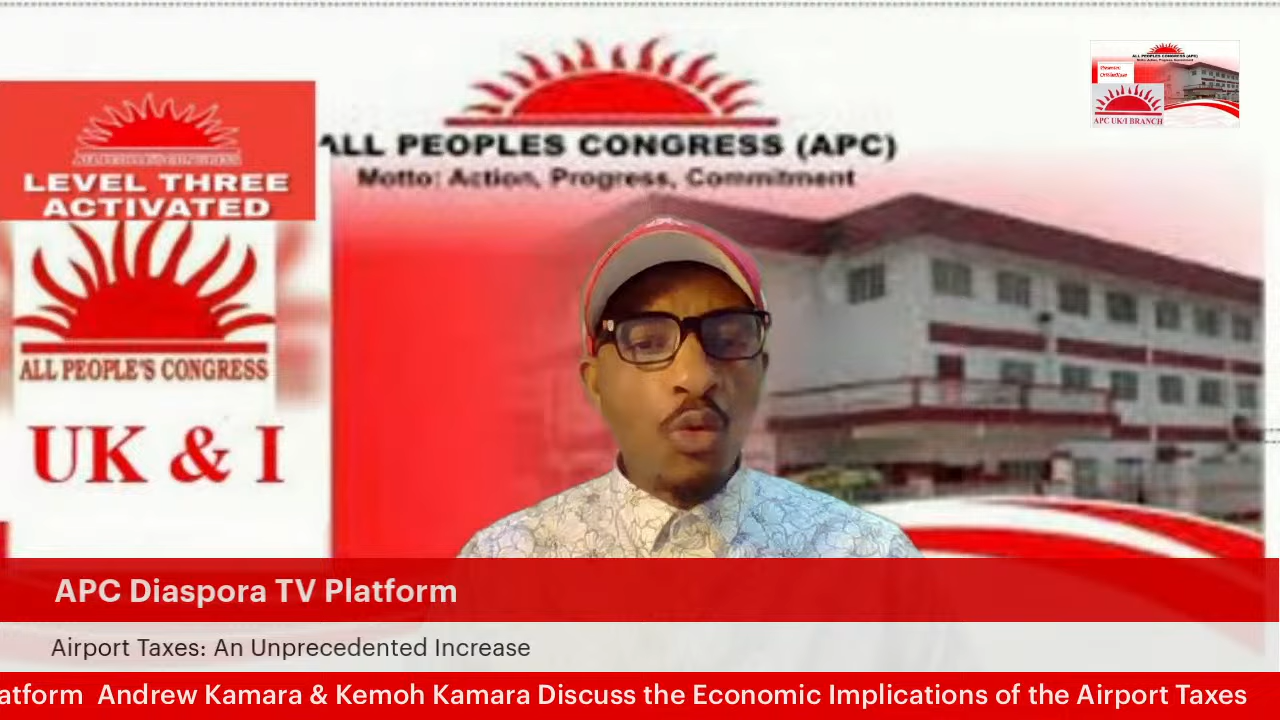 ALL PEOPLES CONGRESS (APC)
Motto: Action, Progress, Commitment
LEVEL THREE
ACTIVATED
ALL PEOPLE'S CONGRESS
UK & I
APC UK/I BRANCH
APC Diaspora TV Platform
Airport Taxes: An Unprecedented Increase
Andrew Kamara & Kemoh Kamara Discuss the Economic Implications of the Airport Taxes